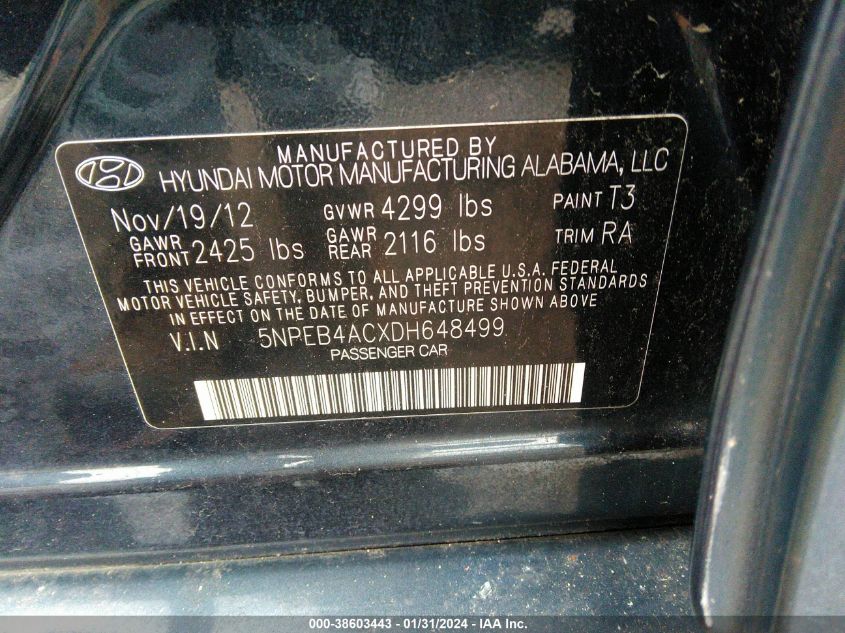 MANUFACTURED BY
HYUNDAI MOTOR MANUFACTURING ALABAMA, LLC
Nov/19/12 GVWR 4299 lbs PAINT T3
GAWR FRONT 2425 lbs GAWR REAR 2116 lbs TRIM RA
THIS VEHICLE CONFORMS TO ALL APPLICABLE U.S.A. FEDERAL
MOTOR VEHICLE SAFETY, BUMPER, AND THEFT PREVENTION STANDARDS
IN EFFECT ON THE DATE OF MANUFACTURE SHOWN ABOVE
V.I.N 5NPEB4ACXDH648499
PASSENGER CAR
000-38603443 - 01/31/2024 - IAA Inc.